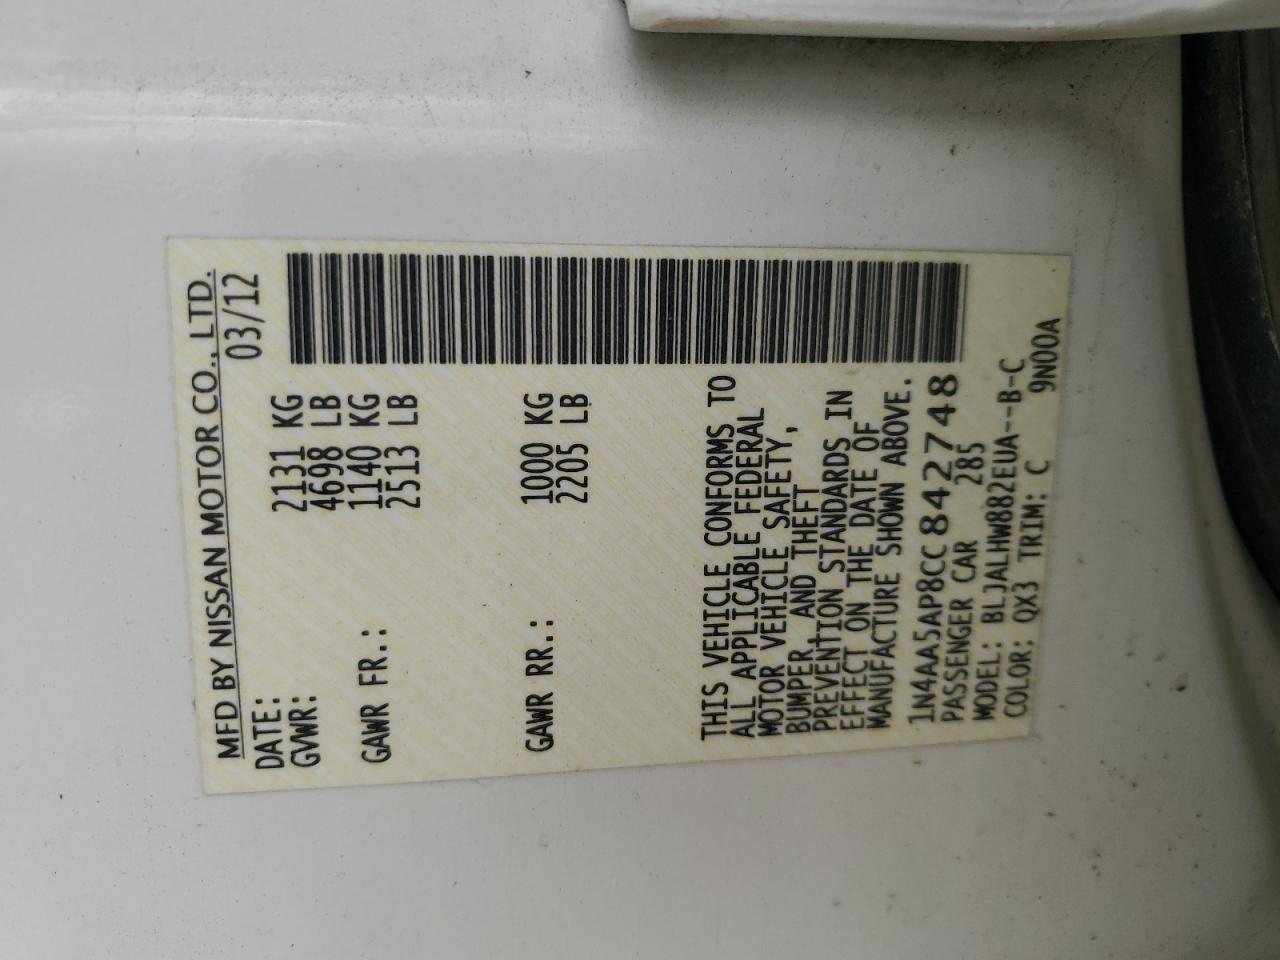 MFD BY NISSAN MOTOR CO., LTD.
DATE: 03/12
GVWR: 2131 KG
4698 LB
GAWR FR.: 1140 KG
2513 LB
GAWR RR.: 1000 KG
2205 LB
THIS VEHICLE CONFORMS TO
ALL APPLICABLE FEDERAL
MOTOR VEHICLE SAFETY,
BUMPER, AND THEFT
PREVENTION STANDARDS IN
EFFECT ON THE DATE OF
MANUFACTURE SHOWN ABOVE.
1N4AA5AP8CC842748
PASSENGER CAR 285
MODEL: BLJALHW882EUA--B-C
COLOR: QX3 TRIM: C 9N00A